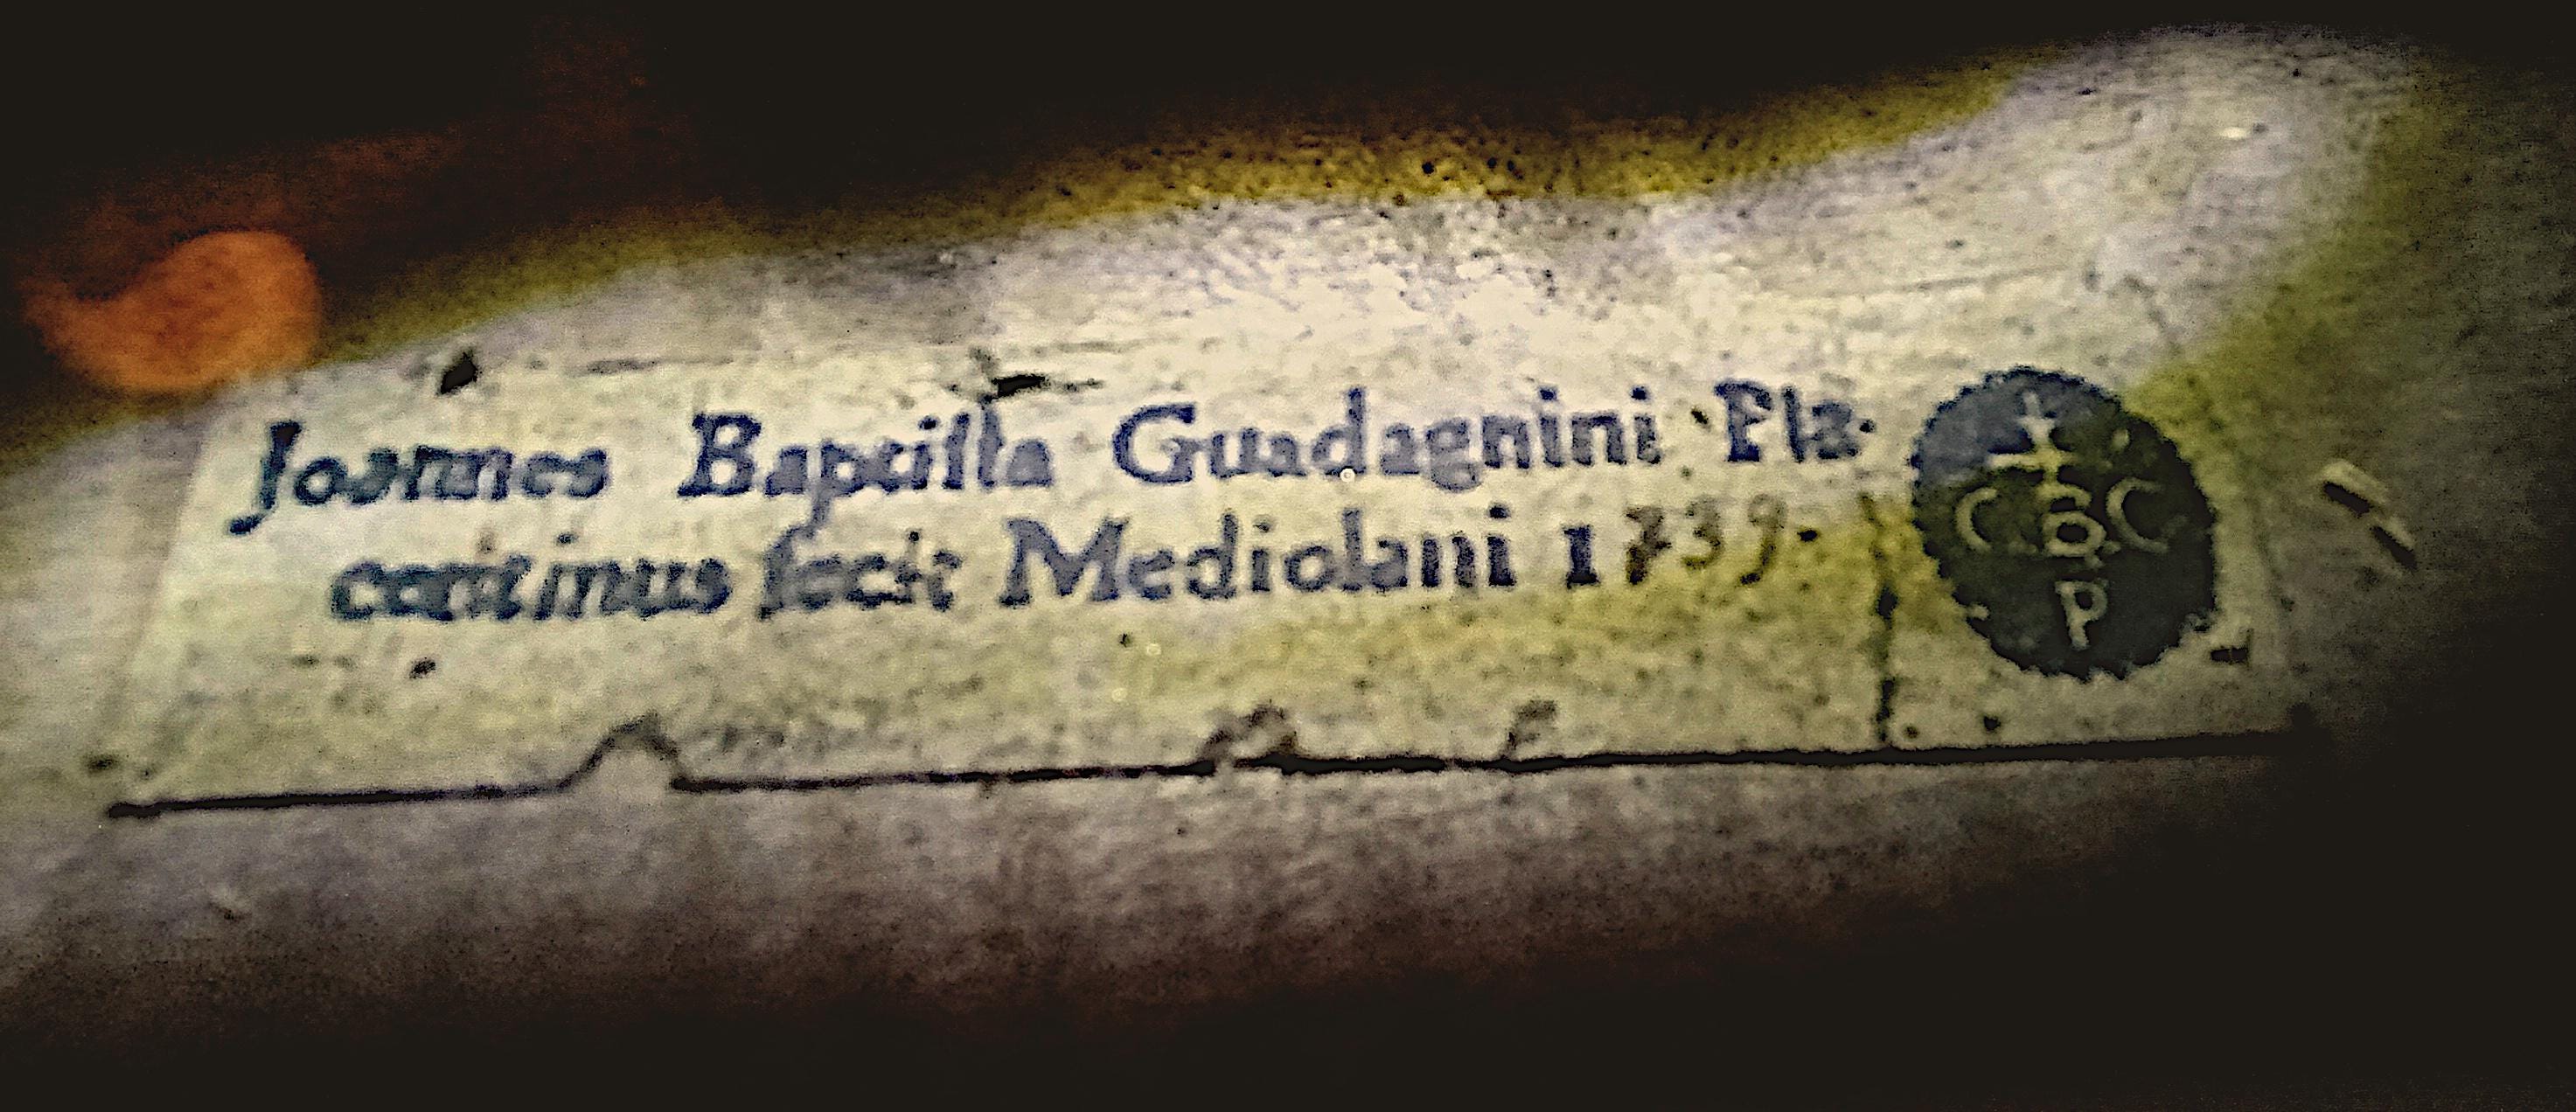 Joannes Baptiſta Guadagnini Pla-
centinus fecit Mediolani 1739.
G B G
P